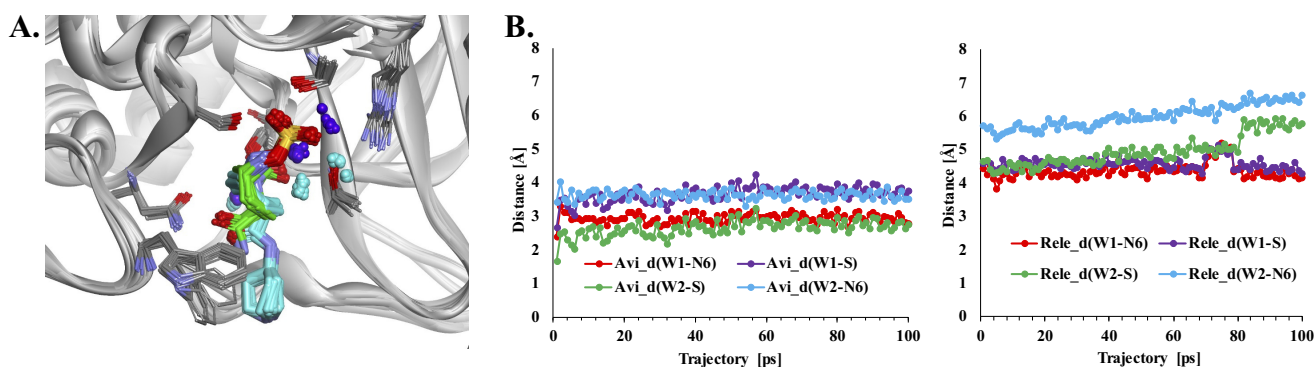 A.
B.
8
7
6
5
4
3
2
1
0
Distance [Å]
Avi_d(W1-N6)
Avi_d(W1-S)
Avi_d(W2-S)
Avi_d(W2-N6)
0
20
40
60
80
100
Trajectory [ps]
8
7
6
5
4
3
2
1
0
Distance [Å]
Rele_d(W1-N6)
Rele_d(W1-S)
Rele_d(W2-S)
Rele_d(W2-N6)
0
20
40
60
80
100
Trajectory [ps]